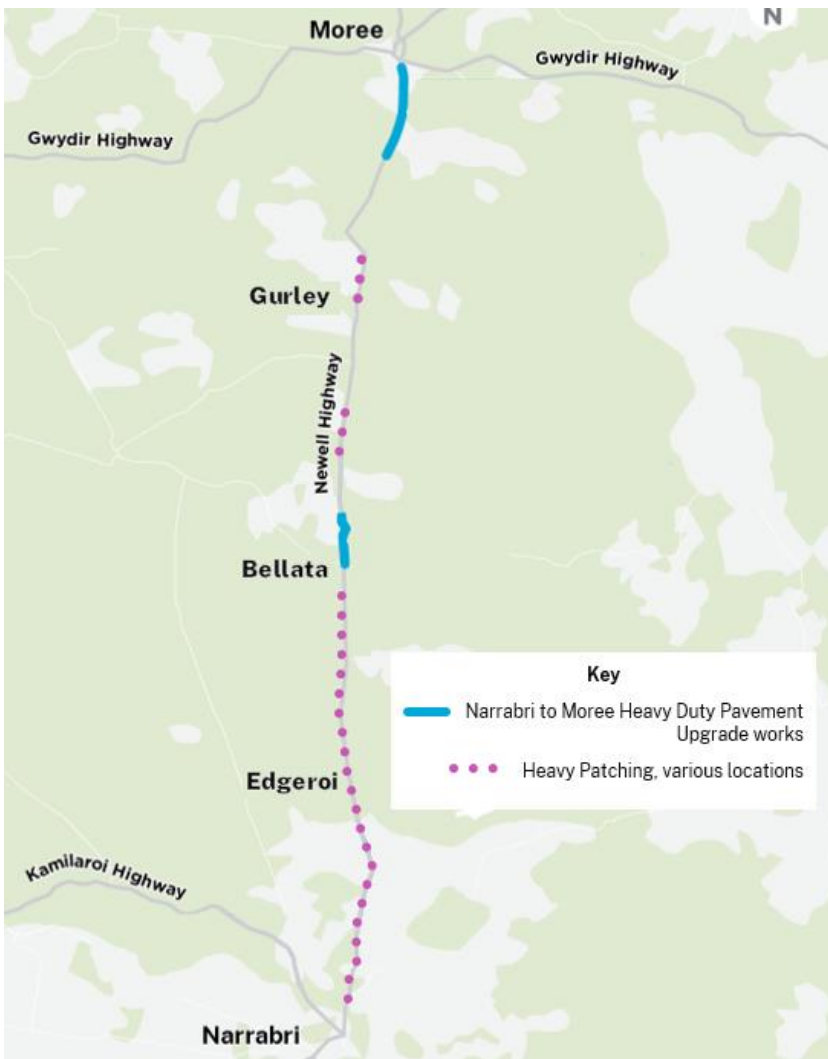 N
Moree
Gwydir Highway
Gwydir Highway
Gurley
Newell Highway
Bellata
Key
Narrabri to Moree Heavy Duty Pavement
Upgrade works
Heavy Patching, various locations
Edgeroi
Kamilaroi Highway
Narrabri